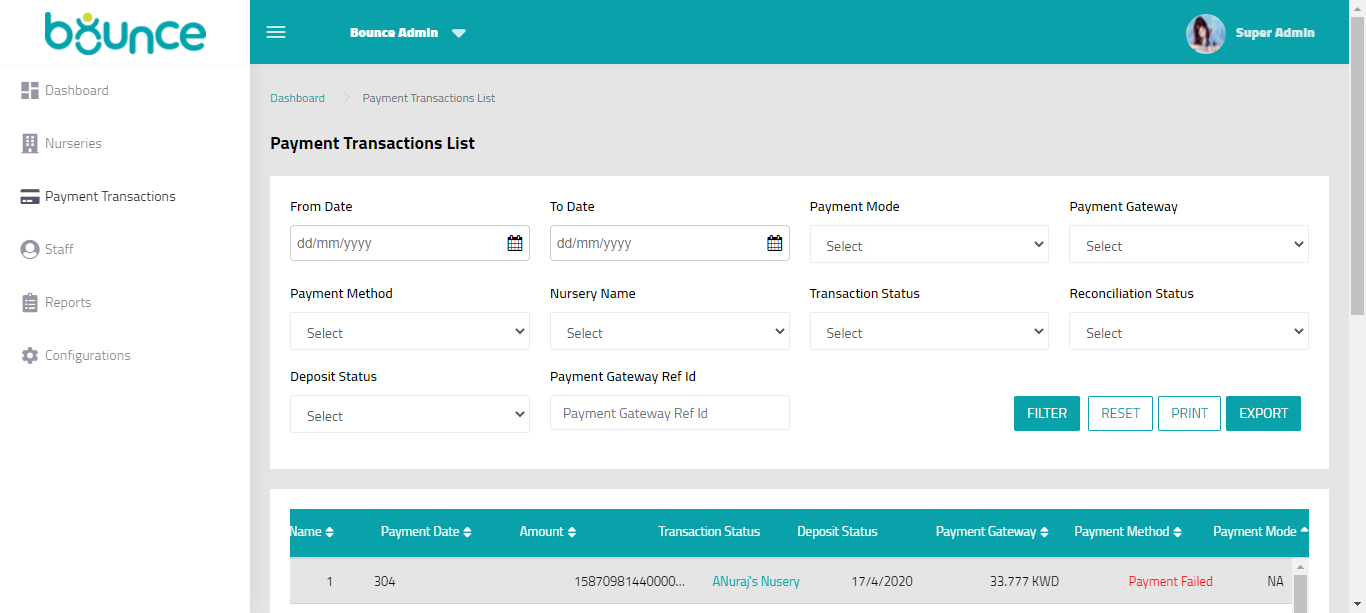 bounce
Bounce Admin
Super Admin
Dashboard
Nurseries
Payment Transactions
Staff
Reports
Configurations
Dashboard
Payment Transactions List
Payment Transactions List
From Date
To Date
Payment Mode
Payment Gateway
dd/mm/yyyy
dd/mm/yyyy
Select
Select
Payment Method
Nursery Name
Transaction Status
Reconciliation Status
Select
Select
Select
Select
Deposit Status
Payment Gateway Ref Id
Select
Payment Gateway Ref Id
FILTER
RESET
PRINT
EXPORT
Name Payment Date Amount Transaction Status Deposit Status Payment Gateway Payment Method Payment Mode
1 304 15870981440000... ANuraj's Nusery 17/4/2020 33.777 KWD Payment Failed NA